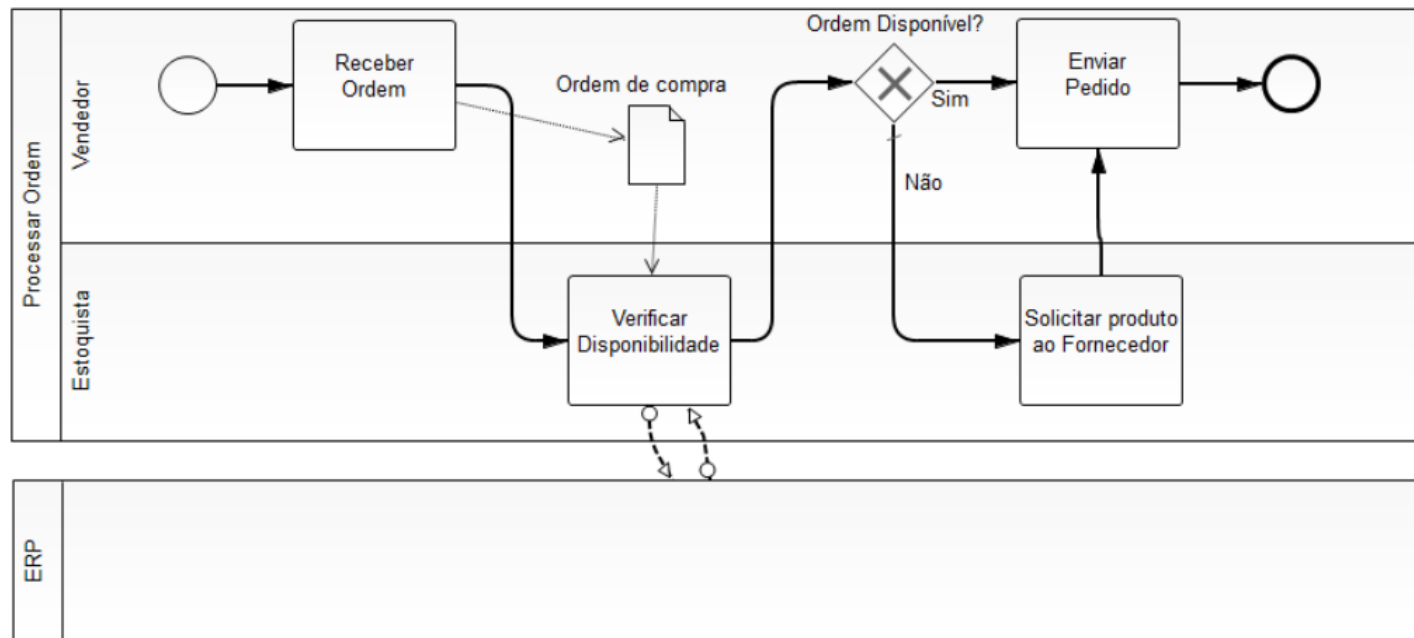 Processar Ordem
Vendedor
Receber
Ordem
Ordem de compra
Ordem Disponível?
Sim
Não
Enviar
Pedido
Estoquista
Verificar
Disponibilidade
Solicitar produto
ao Fornecedor
ERP